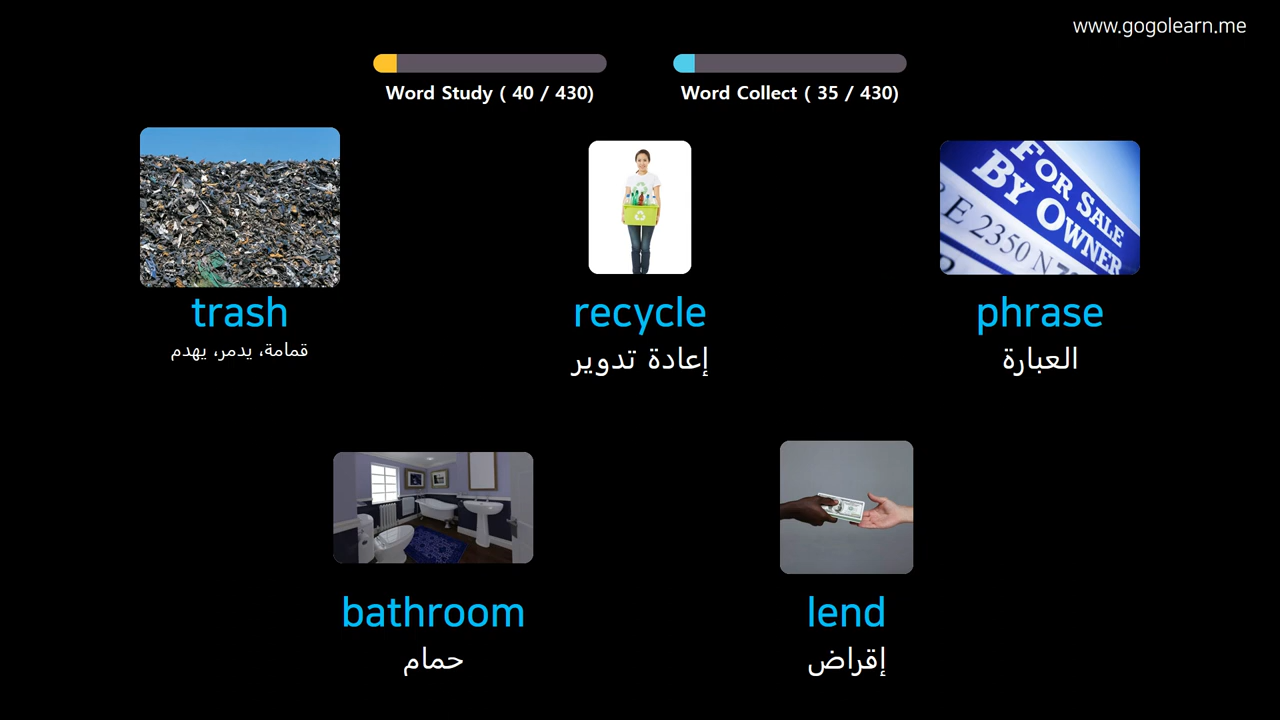 www.gogolearn.me
Word Study ( 40 / 430)
Word Collect ( 35 / 430)
FOR SALE
BY OWNER
E 2350 N
trash
قمامة، يدمر، يهدم
recycle
إعادة تدوير
phrase
العبارة
bathroom
حمام
lend
إقراض